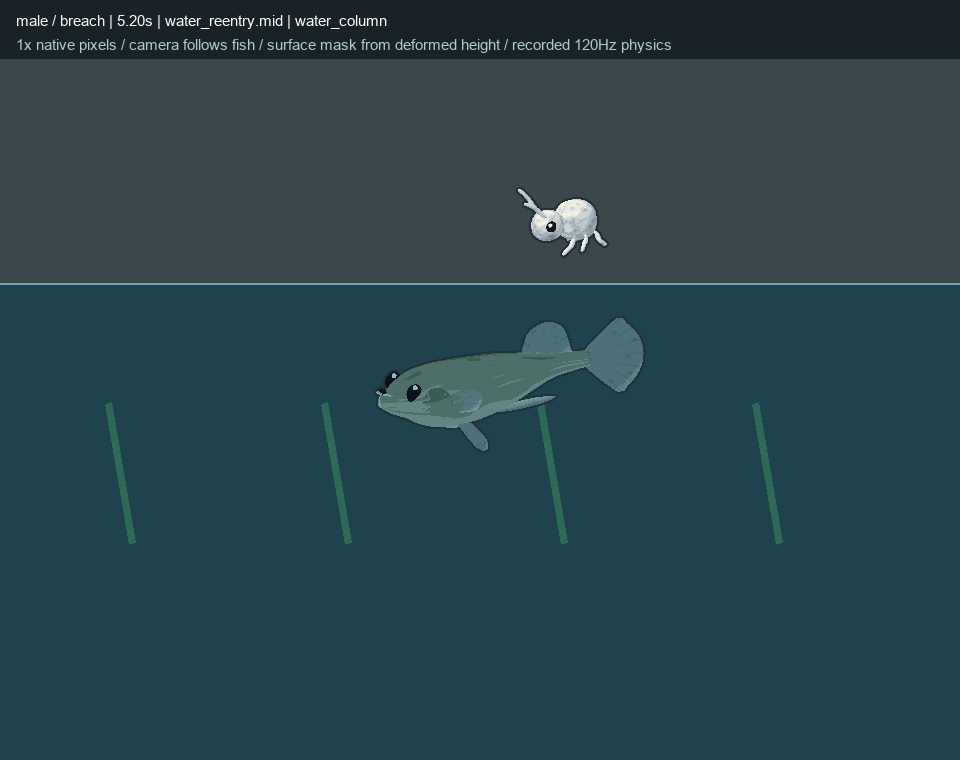 male / breach | 5.20s | water_reentry.mid | water_column
1x native pixels / camera follows fish / surface mask from deformed height / recorded 120Hz physics